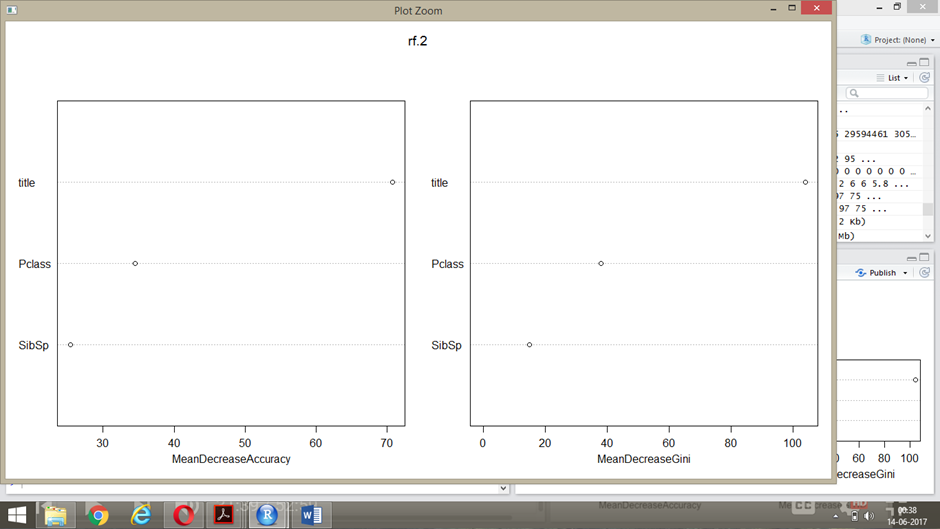 Plot Zoom
rf.2
title
Pclass
SibSp
30 40 50 60 70
MeanDecreaseAccuracy
title
Pclass
SibSp
0 20 40 60 80 100
MeanDecreaseGini
Project: (None)
List
..
29594461 305...
95 ...
0 0 0 0 0 0 ...
2 6 6 5.8 ...
97 75 ...
97 75 ...
2 Kb)
Mb)
Publish
60 80 100
ecreaseGini
MeanDecreaseAccuracy
CC
HD
00:38
14-06-2017